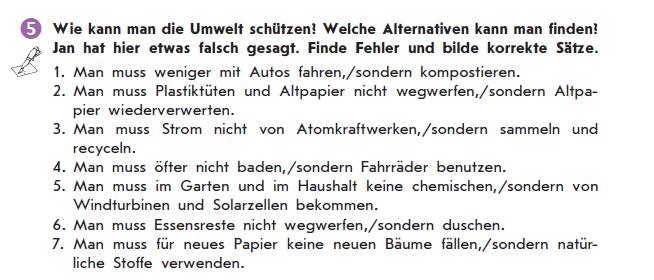 5 Wie kann man die Umwelt schützen? Welche Alternativen kann man finden?
Jan hat hier etwas falsch gesagt. Finde Fehler und bilde korrekte Sätze.
1. Man muss weniger mit Autos fahren,/sondern kompostieren.
2. Man muss Plastiktüten und Altpapier nicht wegwerfen,/sondern Altpa-
pier wiederverwerten.
3. Man muss Strom nicht von Atomkraftwerken,/sondern sammeln und
recyceln.
4. Man muss öfter nicht baden,/sondern Fahrräder benutzen.
5. Man muss im Garten und im Haushalt keine chemischen,/sondern von
Windturbinen und Solarzellen bekommen.
6. Man muss Essensreste nicht wegwerfen,/sondern duschen.
7. Man muss für neues Papier keine neuen Bäume fällen,/sondern natür-
liche Stoffe verwenden.